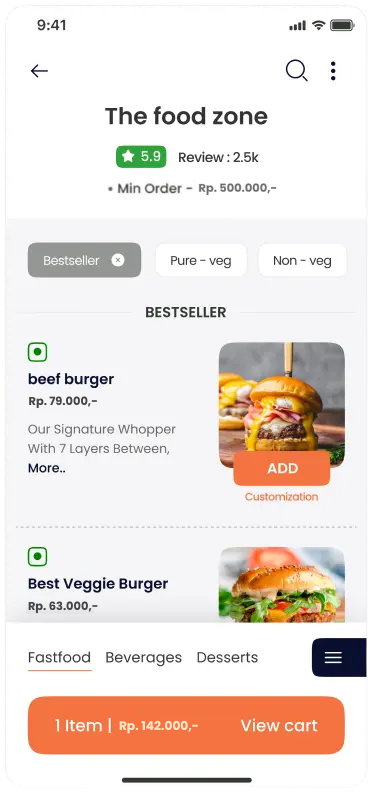 9:41
The food zone
5.9 Review : 2.5k
• Min Order - Rp. 500.000,-
Bestseller
Pure - veg
Non - veg
BESTSELLER
beef burger
Rp. 79.000,-
Our Signature Whopper
With 7 Layers Between,
More..
ADD
Customization
Best Veggie Burger
Rp. 63.000,-
Fastfood Beverages Desserts
1 Item | Rp. 142.000,- View cart